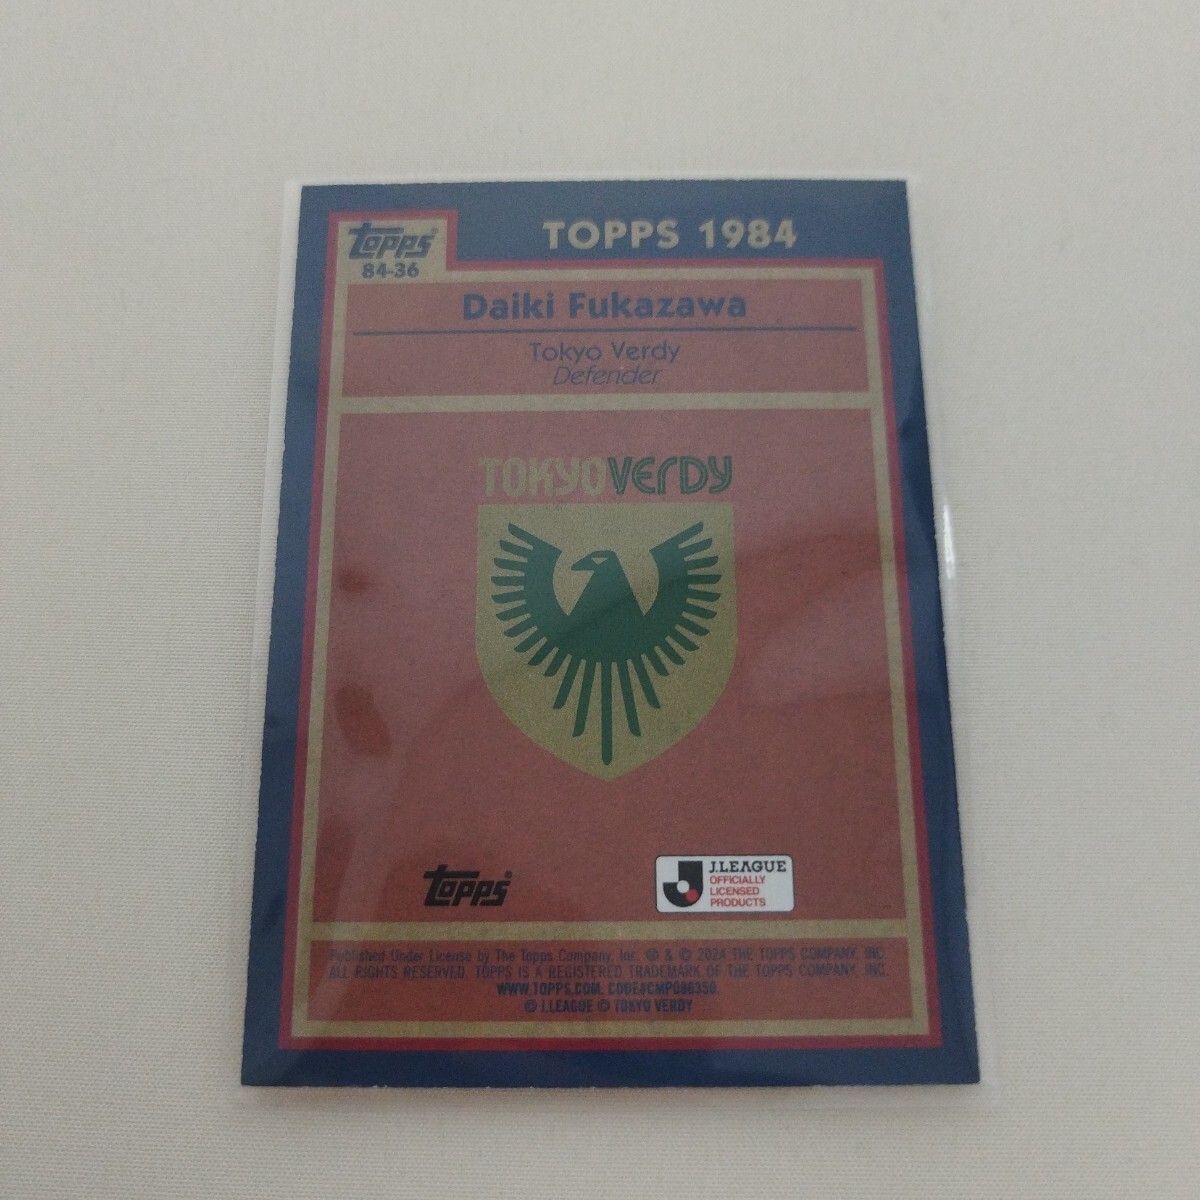 Topps
84-36
TOPPS 1984
Daiki Fukazawa
Tokyo Verdy
Defender
TOKYO VERDY
Topps
J.LEAGUE
OFFICIALLY
LICENSED
PRODUCTS
Published Under License by The Topps Company, Inc. ® & © 2024 THE TOPPS COMPANY, INC.
ALL RIGHTS RESERVED. TOPPS IS A REGISTERED TRADEMARK OF THE TOPPS COMPANY, INC.
WWW.TOPPS.COM. CODE#CMP086350.
© J.LEAGUE © TOKYO VERDY